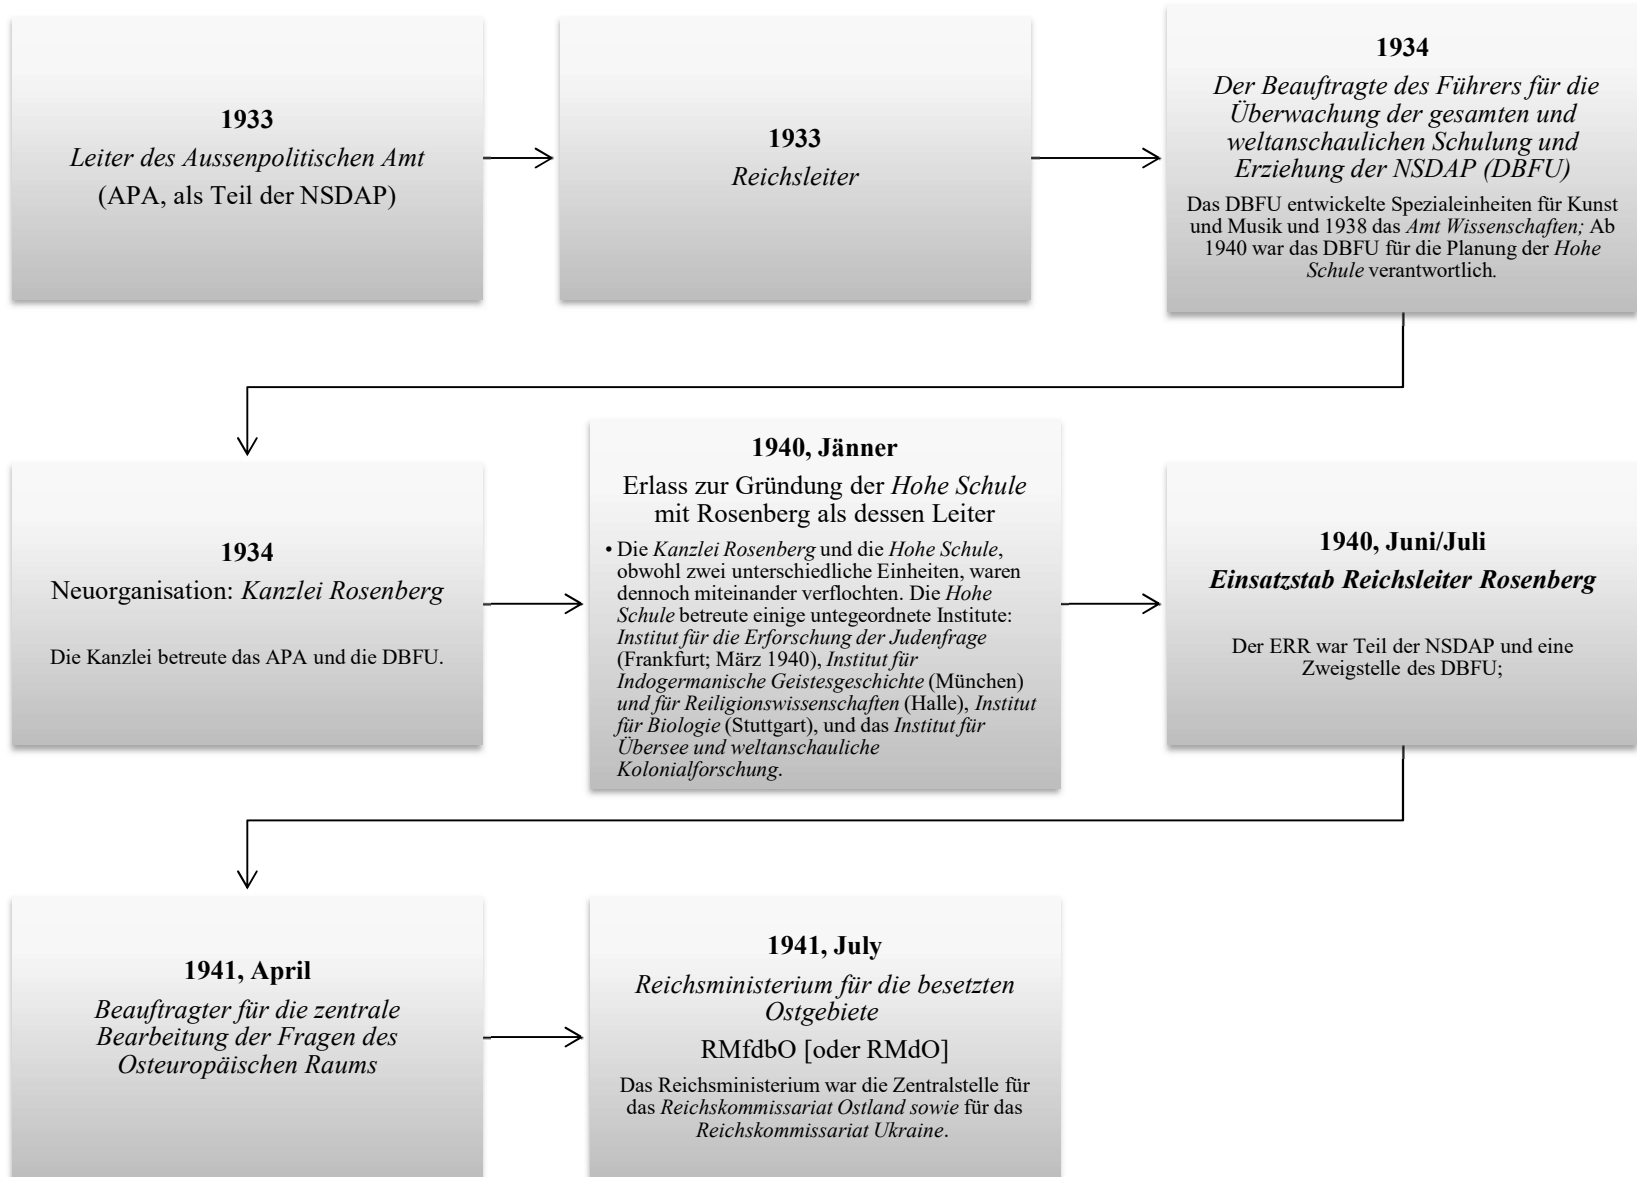 1933
Leiter des Aussenpolitischen Amt
(APA, als Teil der NSDAP)
1933
Reichsleiter
1934
Der Beauftragte des Führers für die
Überwachung der gesamten und
weltanschaulichen Schulung und
Erziehung der NSDAP (DBFU)
Das DBFU entwickelte Spezialeinheiten für Kunst
und Musik und 1938 das Amt Wissenschaften; Ab
1940 war das DBFU für die Planung der Hohe
Schule verantwortlich.
1934
Neuorganisation: Kanzlei Rosenberg
Die Kanzlei betreute das APA und die DBFU.
1940, Jänner
Erlass zur Gründung der Hohe Schule
mit Rosenberg als dessen Leiter
• Die Kanzlei Rosenberg und die Hohe Schule,
obwohl zwei unterschiedliche Einheiten, waren
dennoch miteinander verflochten. Die Hohe
Schule betreute einige untegeordnete Institute:
Institut für die Erforschung der Judenfrage
(Frankfurt; März 1940), Institut für
Indogermanische Geistesgeschichte (München)
und für Reiligionswissenschaften (Halle), Institut
für Biologie (Stuttgart), und das Institut für
Übersee und weltanschauliche
Kolonialforschung.
1940, Juni/Juli
Einsatzstab Reichsleiter Rosenberg
Der ERR war Teil der NSDAP und eine
Zweigstelle des DBFU;
1941, April
Beauftragter für die zentrale
Bearbeitung der Fragen des
Osteuropäischen Raums
1941, July
Reichsministerium für die besetzten
Ostgebiete
RMfdbO [oder RMdO]
Das Reichsministerium war die Zentralstelle für
das Reichskommissariat Ostland sowie für das
Reichskommissariat Ukraine.